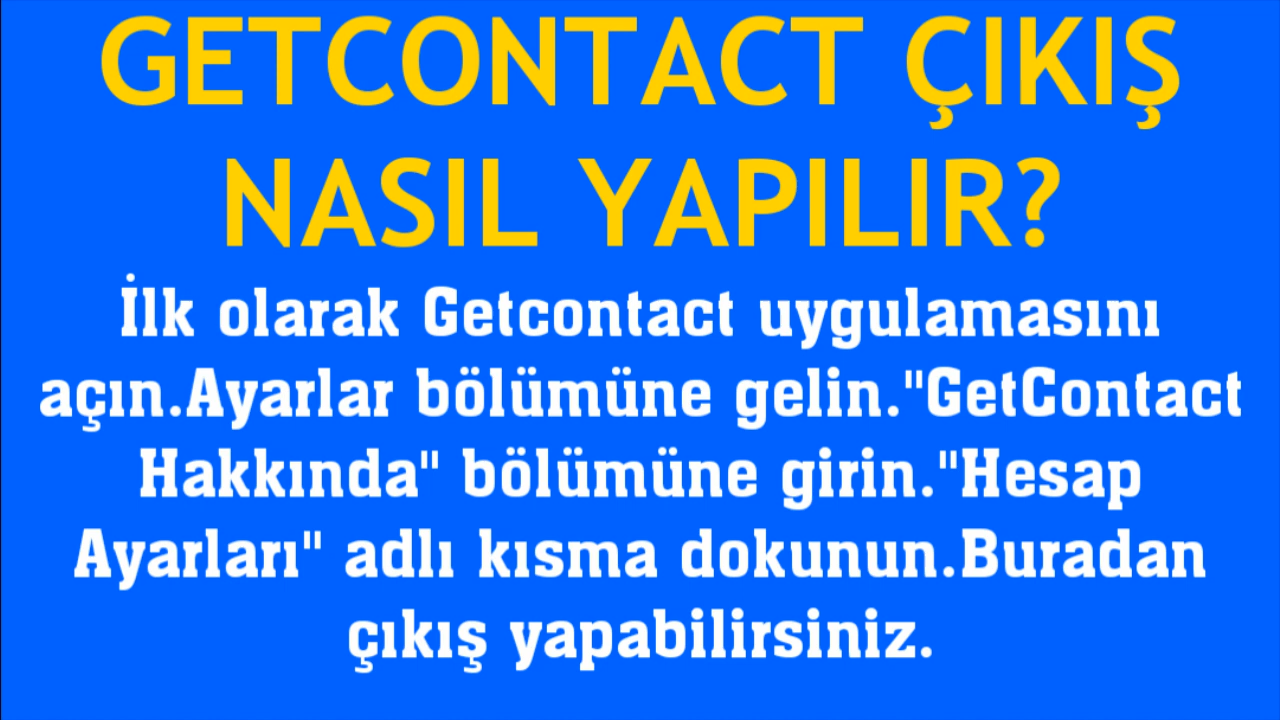 GETCONTACT ÇIKIŞ
NASIL YAPILIR?
İlk olarak Getcontact uygulamasını
açın.Ayarlar bölümüne gelin."GetContact
Hakkında" bölümüne girin."Hesap
Ayarları" adlı kısma dokunun.Buradan
çıkış yapabilirsiniz.